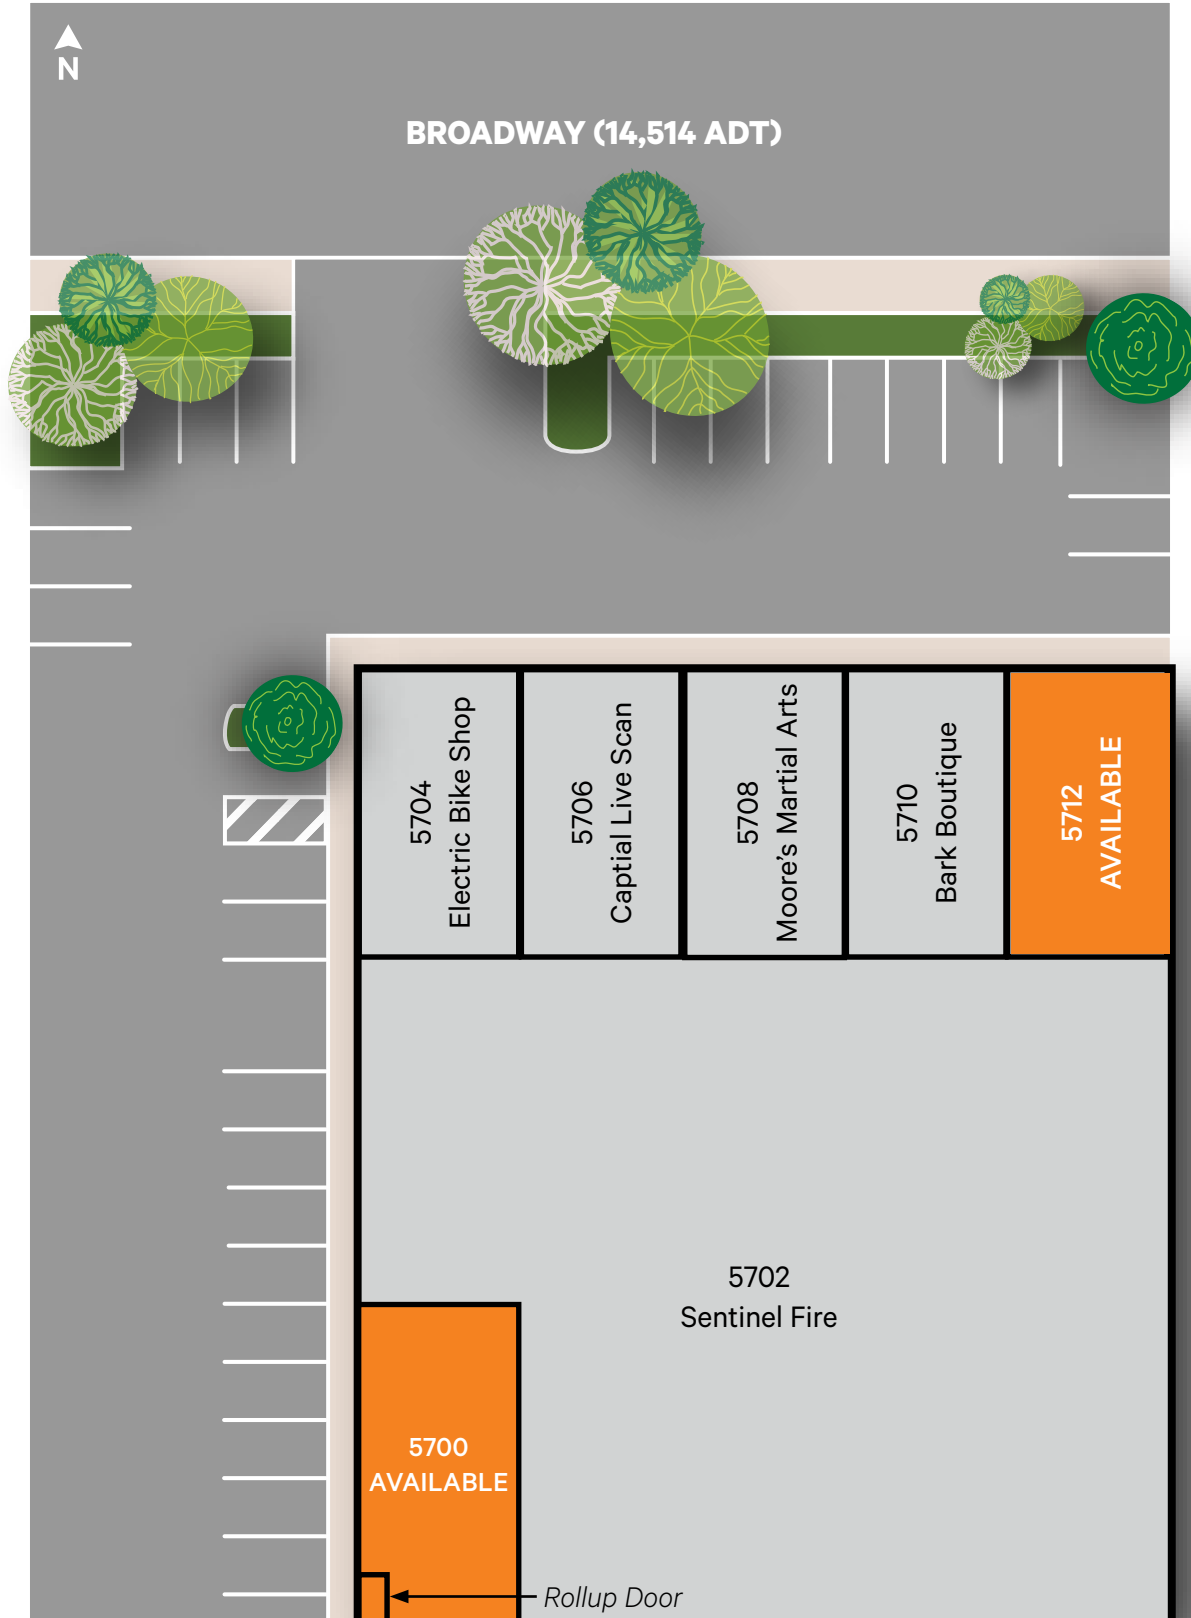 N
BROADWAY (14,514 ADT)
5704
Electric Bike Shop
5706
Captial Live Scan
5708
Moore's Martial Arts
5710
Bark Boutique
5712
AVAILABLE
5702
Sentinel Fire
5700
AVAILABLE
Rollup Door